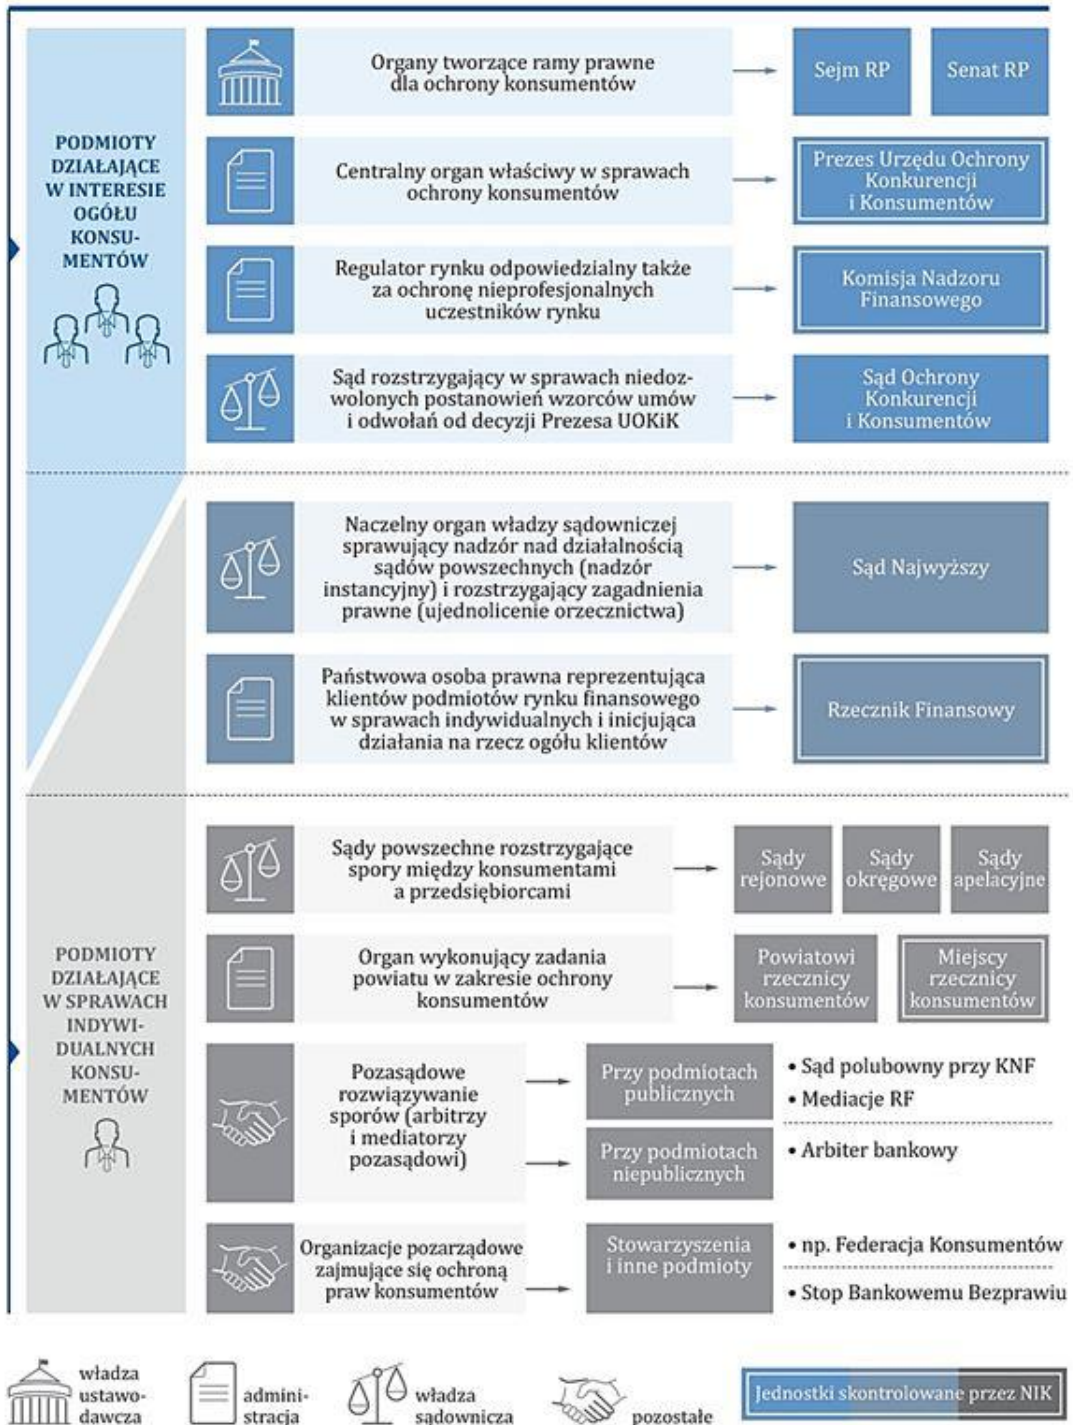 PODMIOTY
DZIAŁAJĄCE
W INTERESIE
OGÓŁU
KONSU-
MENTÓW
Organy tworzące ramy prawne
dla ochrony konsumentów
Sejm RP
Senat RP
Centralny organ właściwy w sprawach
ochrony konsumentów
Prezes Urzędu Ochrony
Konkurencji
i Konsumentów
Regulator rynku odpowiedzialny także
za ochronę nieprofesjonalnych
uczestników rynku
Komisja Nadzoru
Finansowego
Sąd rozstrzygający w sprawach niedoz-
wolonych postanowień wzorców umów
i odwołań od decyzji Prezesa UOKiK
Sąd Ochrony
Konkurencji
i Konsumentów
Naczelny organ władzy sądowniczej
sprawujący nadzór nad działalnością
sądów powszechnych (nadzór
instancyjny) i rozstrzygający zagadnienia
prawne (ujednolicenie orzecznictwa)
Sąd Najwyższy
Państwowa osoba prawna reprezentująca
klientów podmiotów rynku finansowego
w sprawach indywidualnych i inicjująca
działania na rzecz ogółu klientów
Rzecznik Finansowy
PODMIOTY
DZIAŁAJĄCE
W SPRAWACH
INDYWI-
DUALNYCH
KONSU-
MENTÓW
Sądy powszechne rozstrzygające
spory między konsumentami
a przedsiębiorcami
Sądy
rejonowe
Sądy
okręgowe
Sądy
apelacyjne
Organ wykonujący zadania
powiatu w zakresie ochrony
konsumentów
Powiatowi
rzecznicy
konsumentów
Miejscy
rzecznicy
konsumentów
Pozasądowe
rozwiązywanie
sporów (arbitrzy
i mediatorzy
pozasądowi)
Przy podmiotach
publicznych
• Sąd polubowny przy KNF
• Mediacje RF
Przy podmiotach
niepublicznych
• Arbiter bankowy
Organizacje pozarządowe
zajmujące się ochroną
praw konsumentów
Stowarzyszenia
i inne podmioty
• np. Federacja Konsumentów
• Stop Bankowemu Bezprawiu
władza
ustawo-
dawcza
admini-
stracja
władza
sądownicza
pozostałe
Jednostki skontrolowane przez NIK